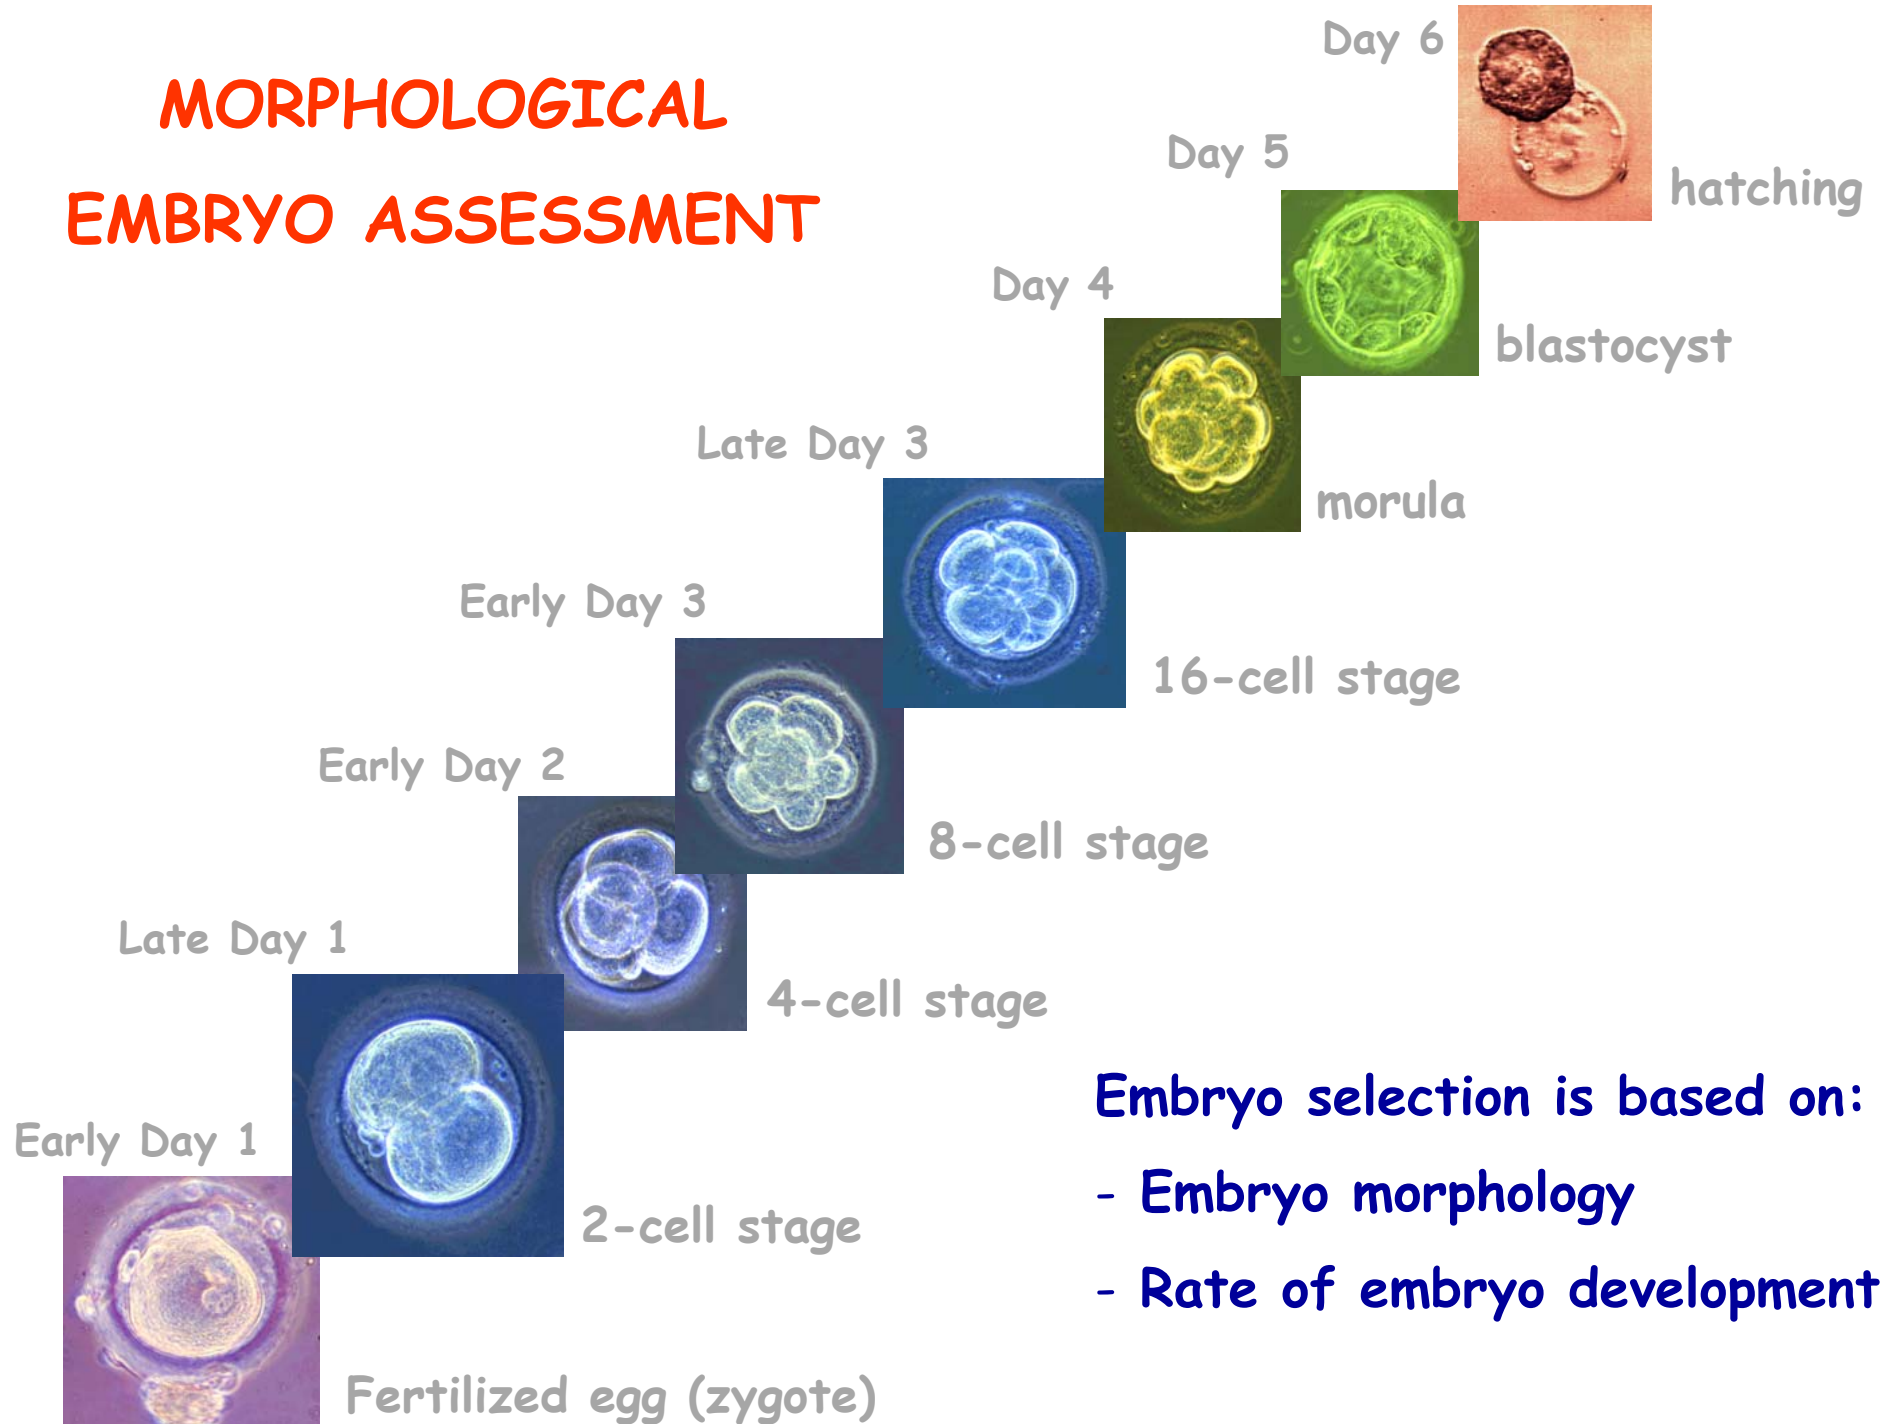 MORPHOLOGICAL
EMBRYO ASSESSMENT
Day 6
hatching
Day 5
blastocyst
Day 4
morula
Late Day 3
16-cell stage
Early Day 3
8-cell stage
Early Day 2
4-cell stage
Late Day 1
2-cell stage
Early Day 1
Fertilized egg (zygote)
Embryo selection is based on:
- Embryo morphology
- Rate of embryo development